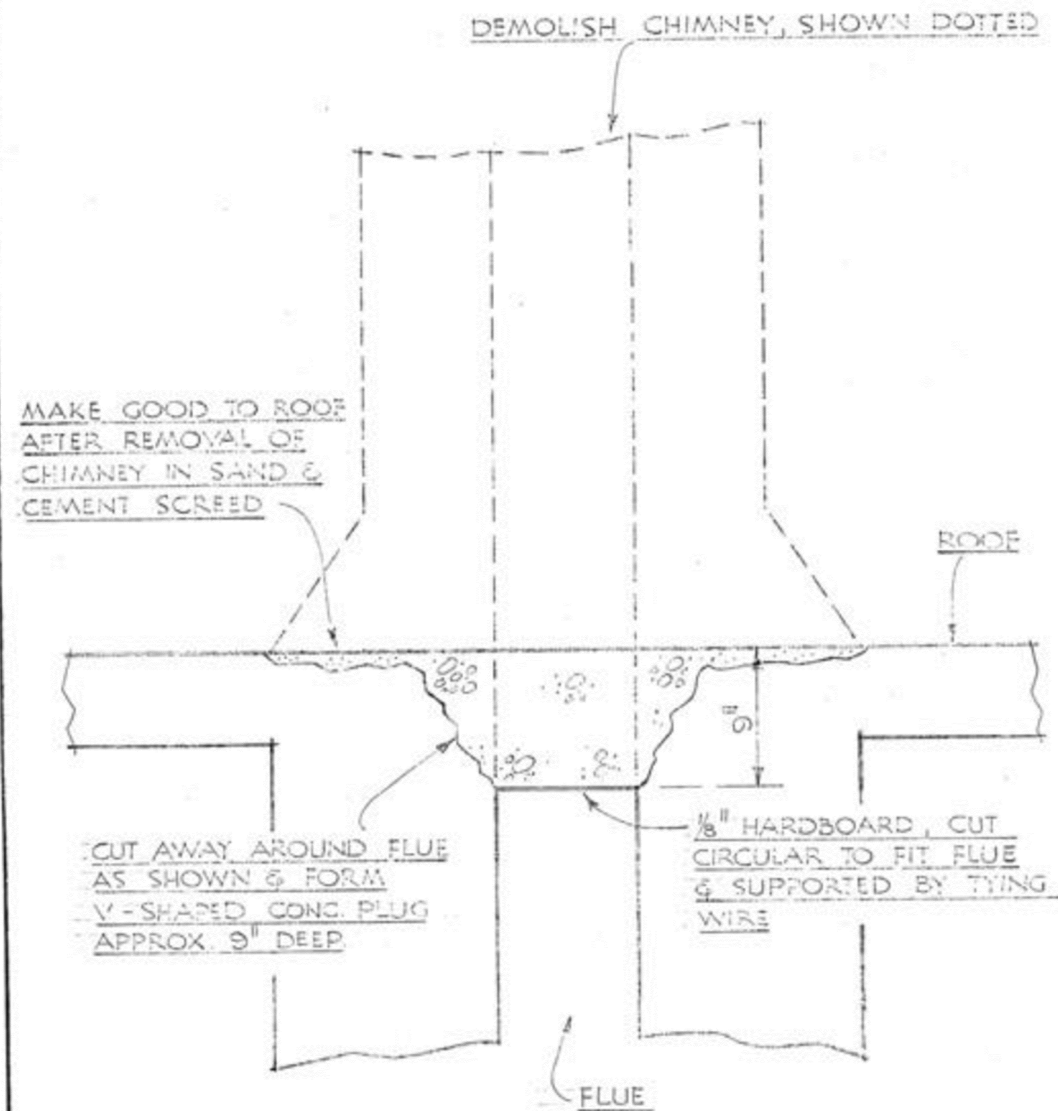 DEMOLISH CHIMNEY, SHOWN DOTTED
MAKE GOOD TO ROOF
AFTER REMOVAL OF
CHIMNEY IN SAND &
CEMENT SCREED
ROOF
9"
1/8" HARDBOARD, CUT
CIRCULAR TO FIT FLUE
& SUPPORTED BY TYING
WIRE
CUT AWAY AROUND FLUE
AS SHOWN & FORM
V-SHAPED CONC. PLUG
APPROX. 9" DEEP.
FLUE